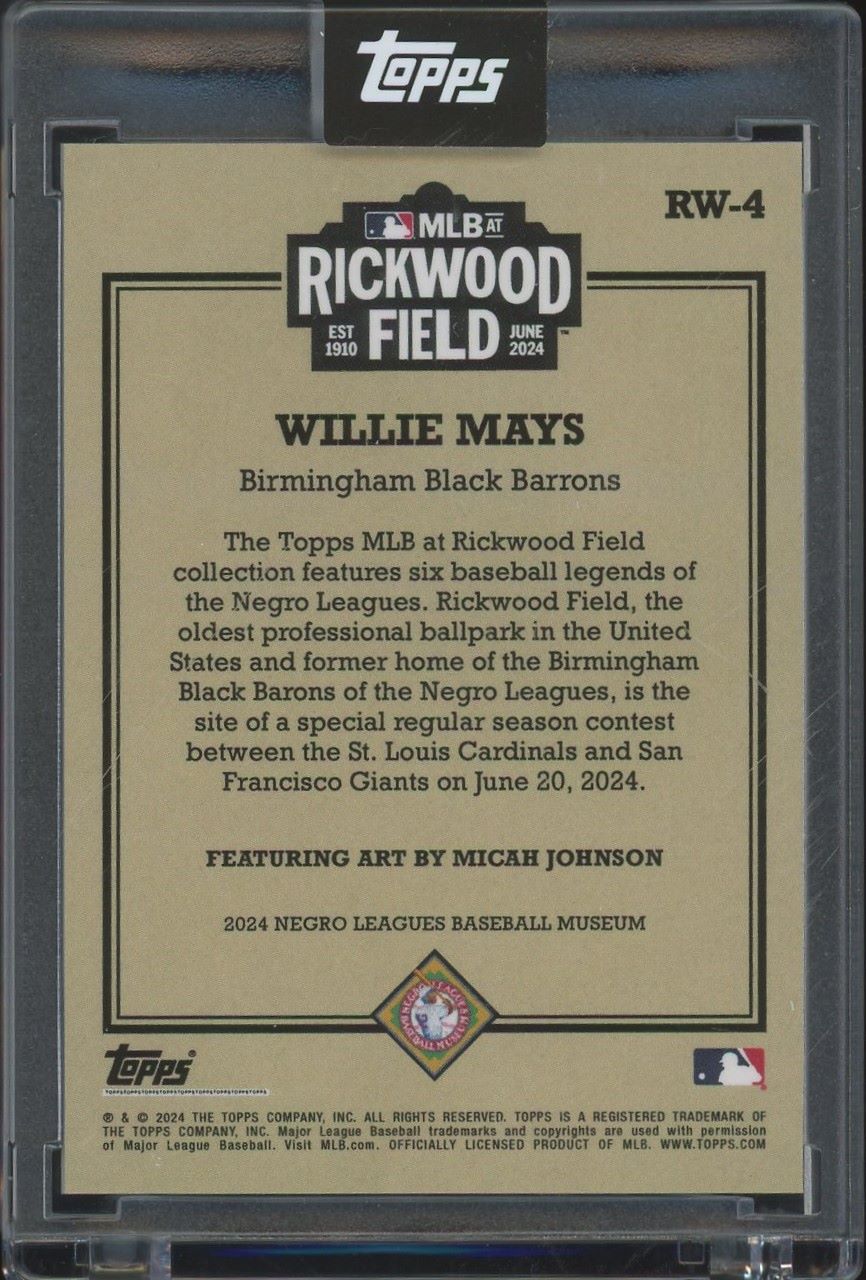 TOPPS
RW-4
MLB AT
RICKWOOD
EST 1910 FIELD JUNE 2024 ™
WILLIE MAYS
Birmingham Black Barrons
The Topps MLB at Rickwood Field
collection features six baseball legends of
the Negro Leagues. Rickwood Field, the
oldest professional ballpark in the United
States and former home of the Birmingham
Black Barons of the Negro Leagues, is the
site of a special regular season contest
between the St. Louis Cardinals and San
Francisco Giants on June 20, 2024.
FEATURING ART BY MICAH JOHNSON
2024 NEGRO LEAGUES BASEBALL MUSEUM
NEGRO LEAGUES
BASEBALL MUSEUM
TOPPS®
TOPPSTOPPSTOPPSTOPPSTOPPSTOPPSTOPPSTOPPS
® & © 2024 THE TOPPS COMPANY, INC. ALL RIGHTS RESERVED. TOPPS IS A REGISTERED TRADEMARK OF
THE TOPPS COMPANY, INC. Major League Baseball trademarks and copyrights are used with permission
of Major League Baseball. Visit MLB.com. OFFICIALLY LICENSED PRODUCT OF MLB. WWW.TOPPS.COM